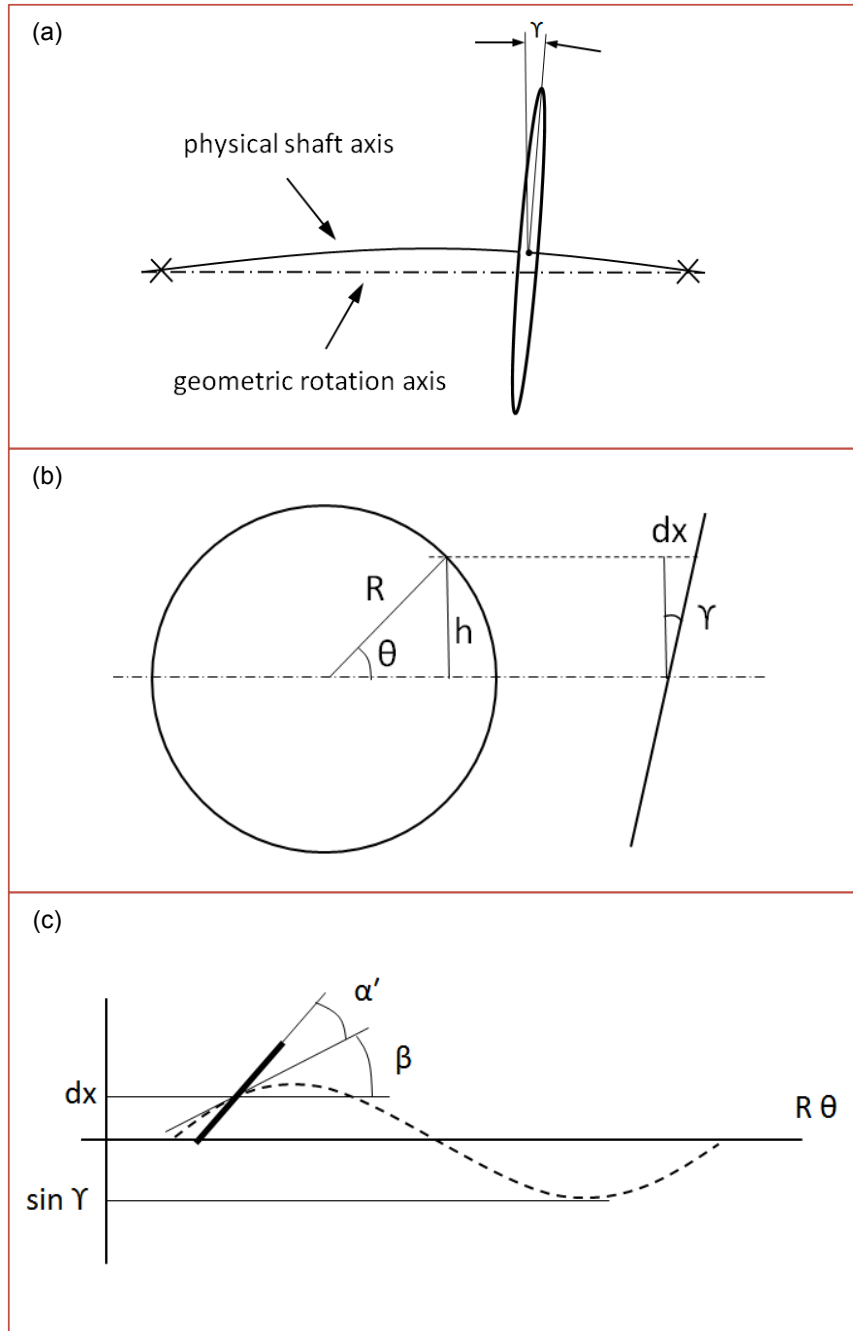 (a)
ϒ
physical shaft axis
geometric rotation axis
(b)
dx
R
h
ϒ
θ
(c)
α′
β
dx
R θ
sin ϒ